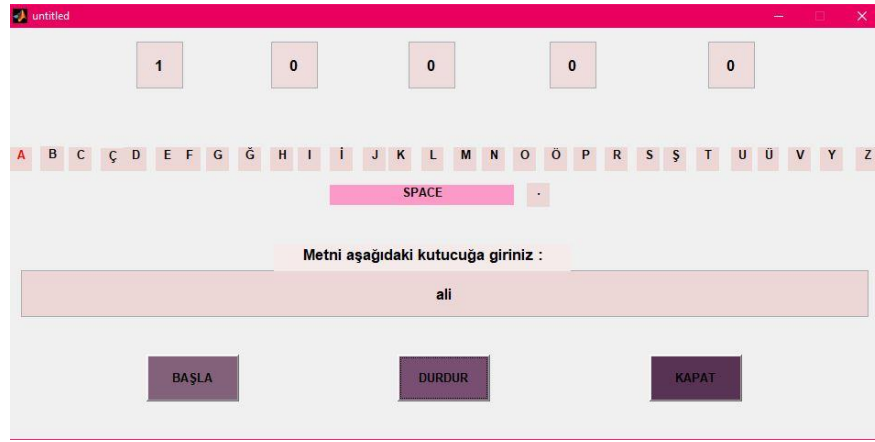 untitled
1 0 0 0 0
A B C Ç D E F G Ğ H I İ J K L M N O Ö P R S Ş T U Ü V Y Z
SPACE .
Metni aşağıdaki kutucuğa giriniz :
ali
BAŞLA DURDUR KAPAT